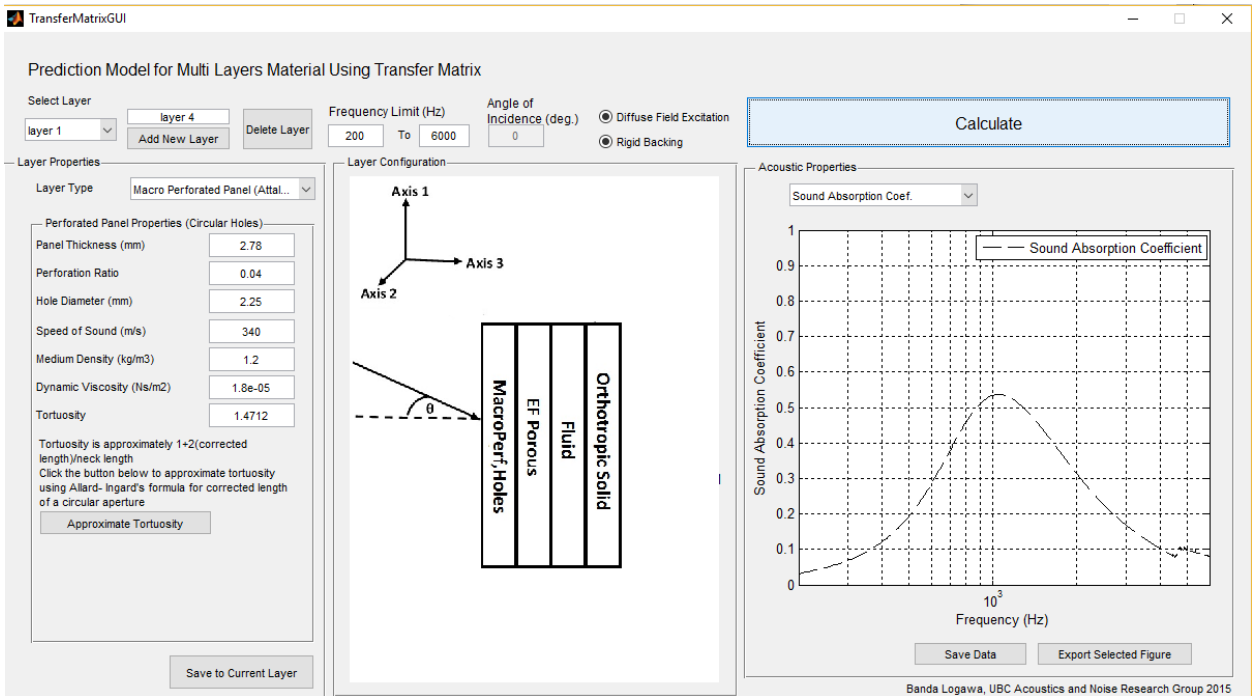 TransferMatrixGUI
Prediction Model for Multi Layers Material Using Transfer Matrix
Select Layer
layer 1
layer 4
Add New Layer
Delete Layer
Frequency Limit (Hz)
200
To
6000
Angle of
Incidence (deg.)
0
Diffuse Field Excitation
Rigid Backing
Calculate
Layer Properties
Layer Type
Macro Perforated Panel (Attal...
Perforated Panel Properties (Circular Holes)
Panel Thickness (mm)
2.78
Perforation Ratio
0.04
Hole Diameter (mm)
2.25
Speed of Sound (m/s)
340
Medium Density (kg/m3)
1.2
Dynamic Viscosity (Ns/m2)
1.8e-05
Tortuosity
1.4712
Tortuosity is approximately 1+2(corrected
length)/neck length
Click the button below to approximate tortuosity
using Allard- Ingard's formula for corrected length
of a circular aperture
Approximate Tortuosity
Save to Current Layer
Layer Configuration
Axis 1
Axis 3
Axis 2
θ
MacroPerf,Holes
EF Porous
Fluid
Orthotropic Solid
Acoustic Properties
Sound Absorption Coef.
Sound Absorption Coefficient
Sound Absorption Coefficient
1
0.9
0.8
0.7
0.6
0.5
0.4
0.3
0.2
0.1
0
10³
Frequency (Hz)
Save Data
Export Selected Figure
Banda Logawa, UBC Acoustics and Noise Research Group 2015